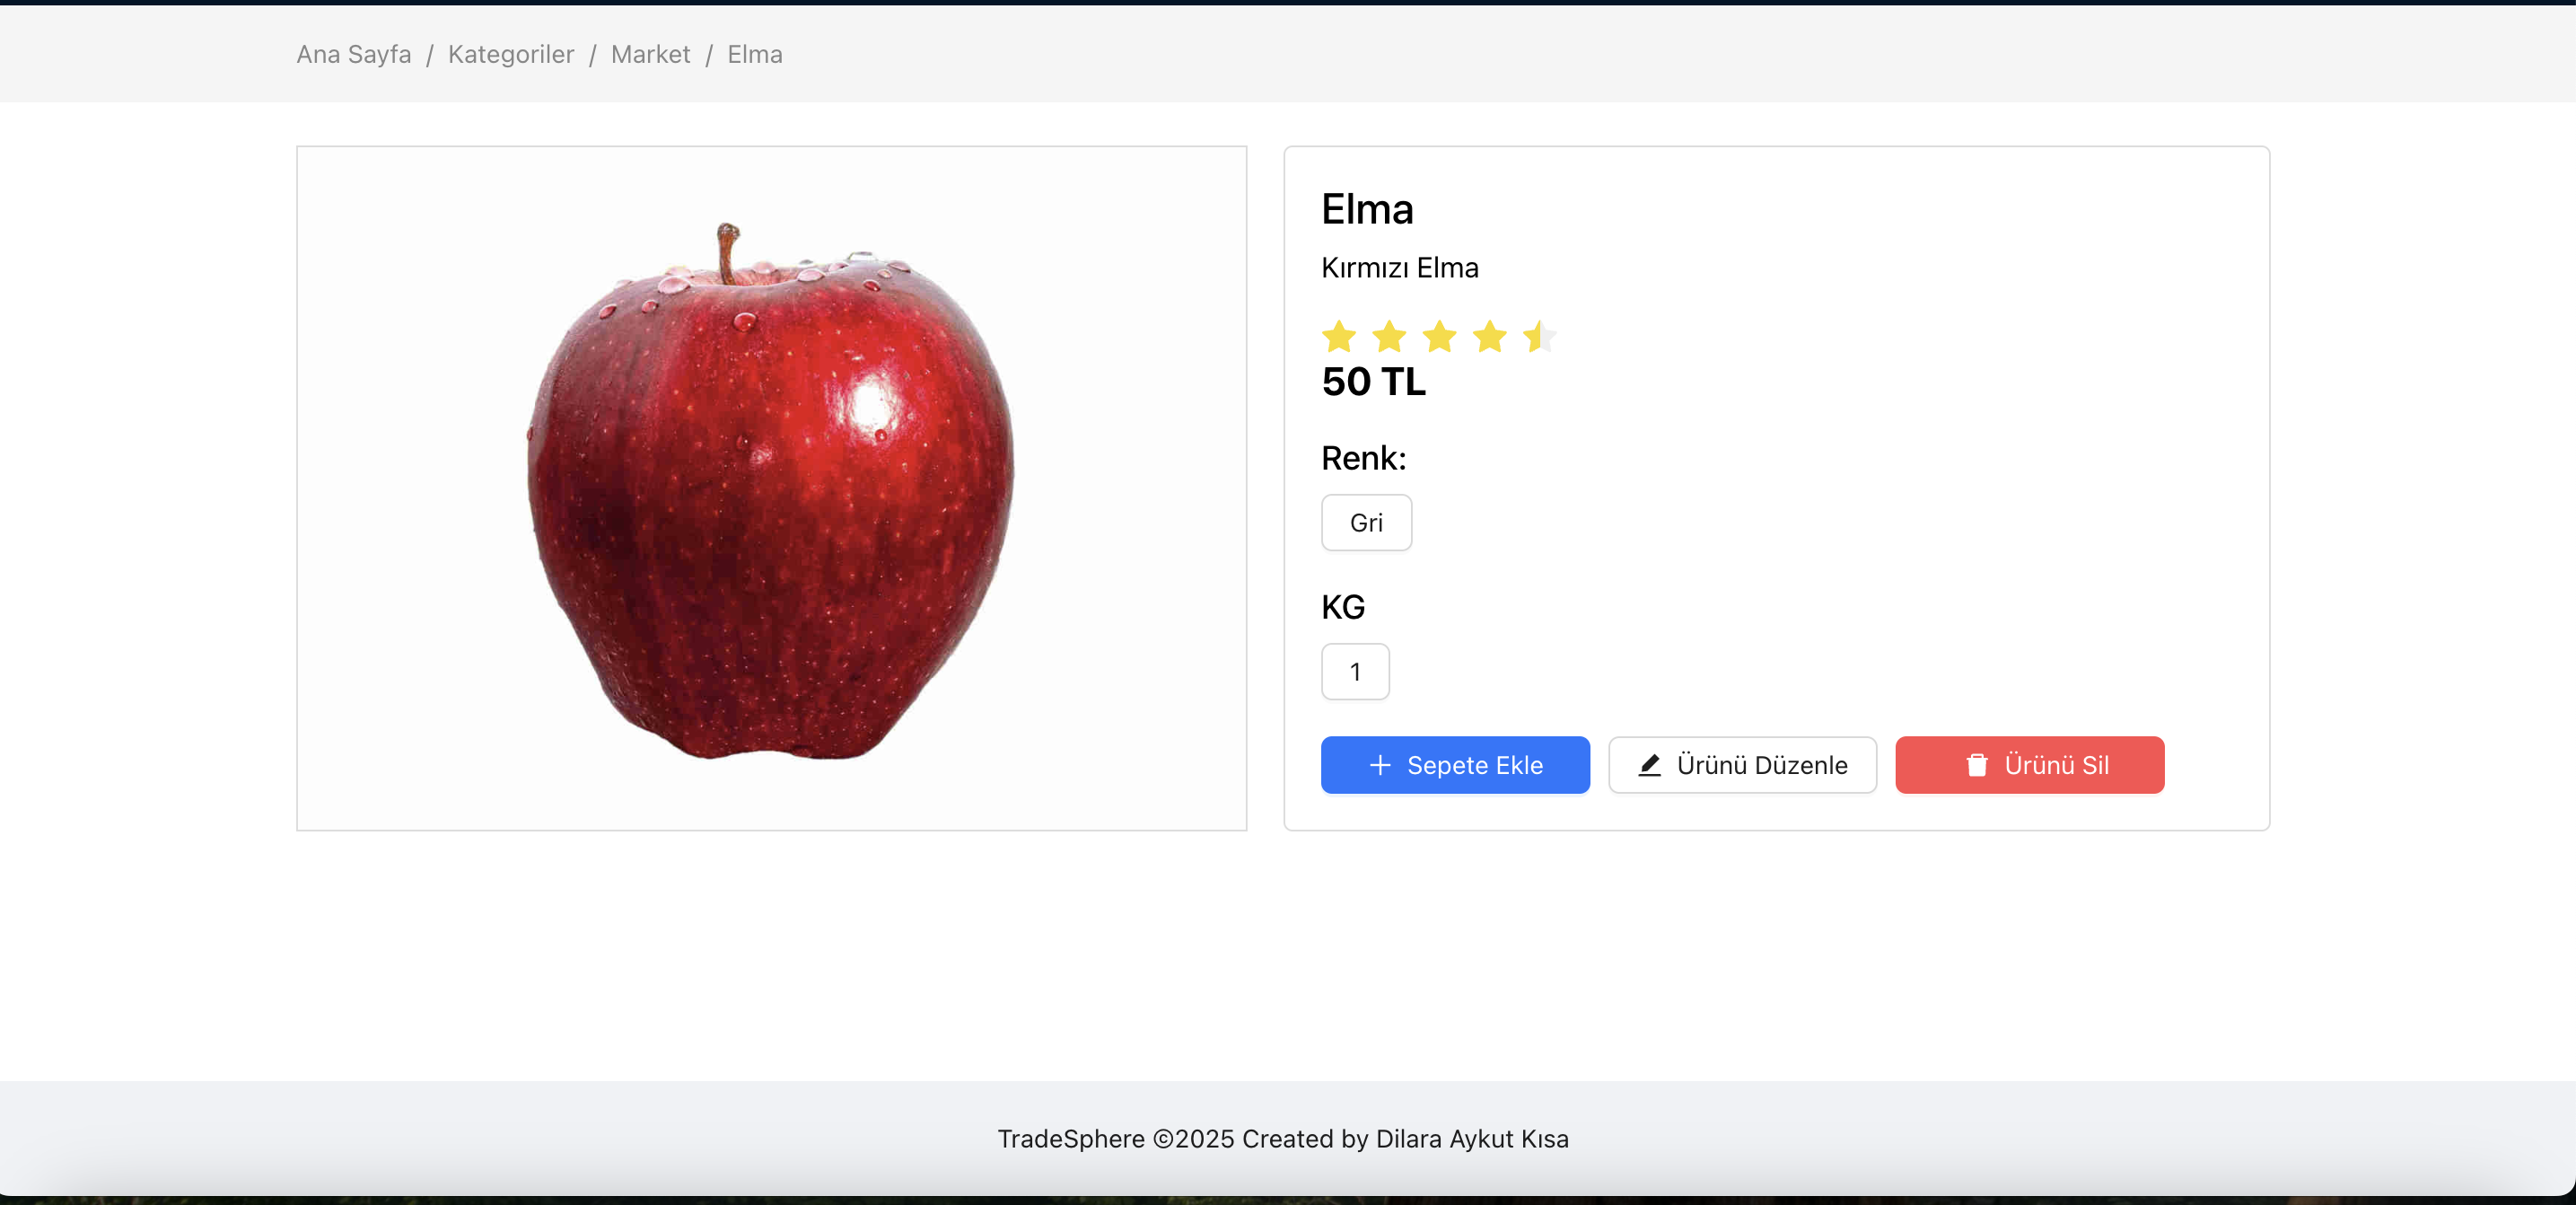 Ana Sayfa / Kategoriler / Market / Elma
Elma
Kırmızı Elma
50 TL
Renk:
Gri
KG
1
Sepete Ekle
Ürünü Düzenle
Ürünü Sil
TradeSphere ©2025 Created by Dilara Aykut Kısa